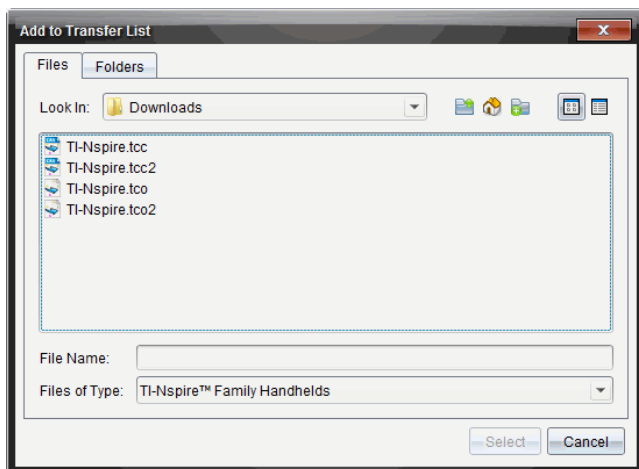 Add to Transfer List
Files Folders
Look In: Downloads
TI-Nspire.tcc
TI-Nspire.tcc2
TI-Nspire.tco
TI-Nspire.tco2
File Name:
Files of Type: TI-Nspire™ Family Handhelds
Select Cancel